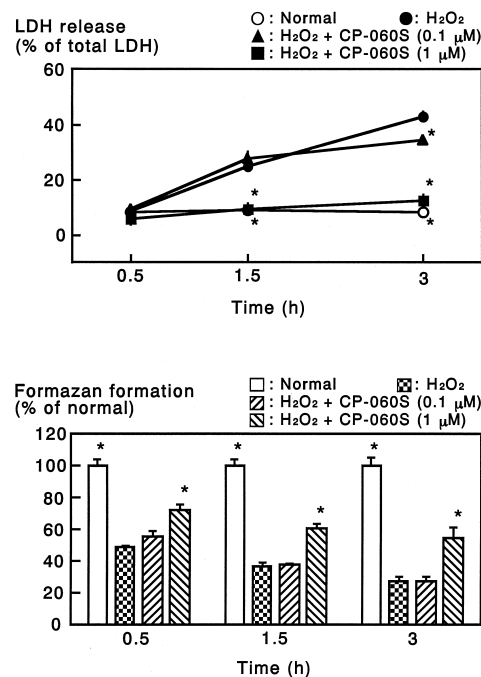 LDH release
(% of total LDH)
○: Normal ●: H₂O₂
▲: H₂O₂ + CP-060S (0.1 μM)
■: H₂O₂ + CP-060S (1 μM)
60
40
20
0
*
*
*
*
*
0.5 1.5 3
Time (h)
Formazan formation
(% of normal)
: Normal : H₂O₂
: H₂O₂ + CP-060S (0.1 μM)
: H₂O₂ + CP-060S (1 μM)
120
100
80
60
40
20
0
* * *
* * *
0.5 1.5 3
Time (h)